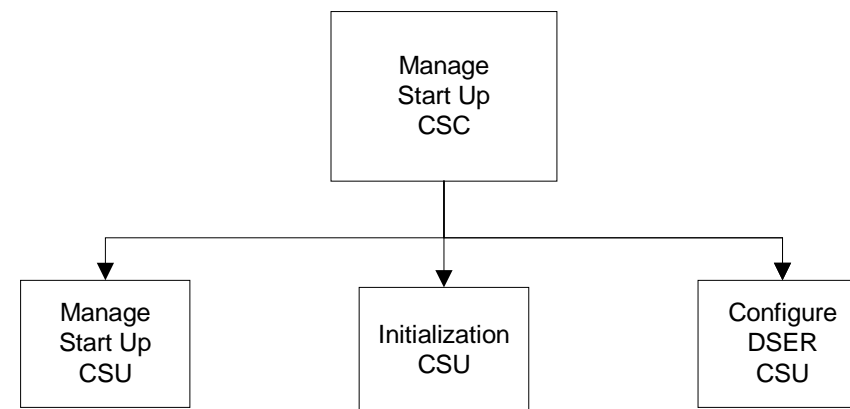 Manage
Start Up
CSC
Manage
Start Up
CSU
Initialization
CSU
Configure
DSER
CSU